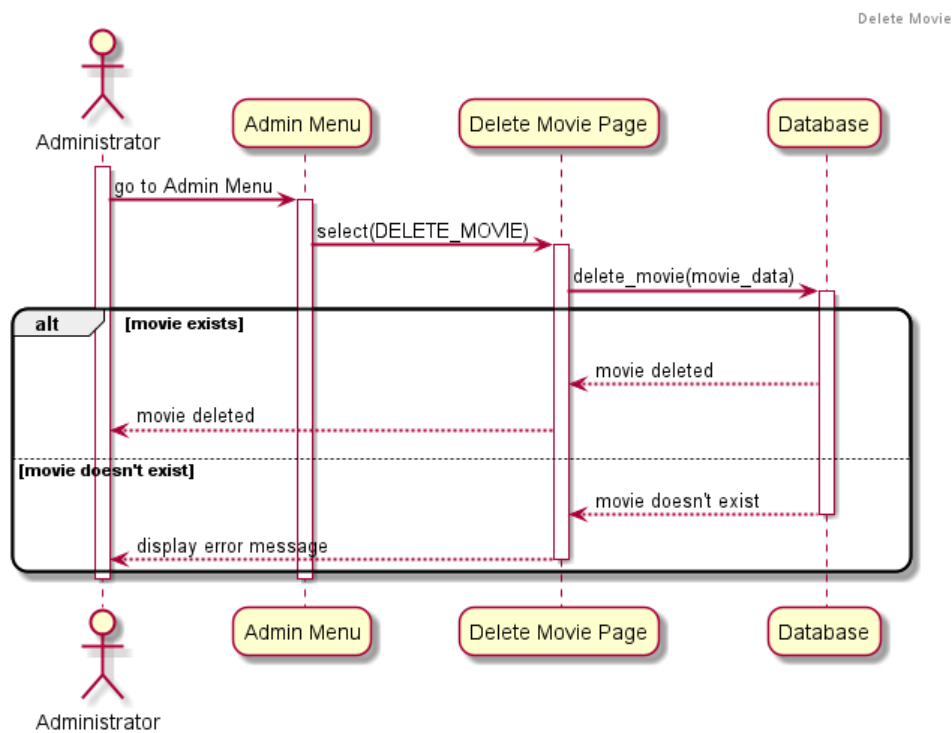 Delete Movie
Administrator
Admin Menu
Delete Movie Page
Database
go to Admin Menu
select(DELETE_MOVIE)
delete_movie(movie_data)
alt
[movie exists]
movie deleted
movie deleted
[movie doesn't exist]
movie doesn't exist
display error message
Admin Menu
Delete Movie Page
Database
Administrator